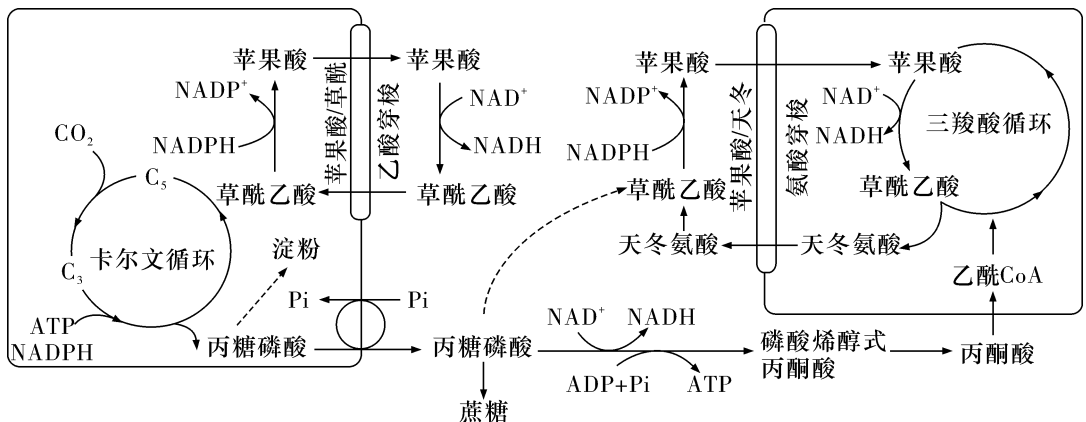 苹果酸
苹果酸
NADP⁺
NADPH
苹果酸/草酰
乙酸穿梭
NAD⁺
NADH
CO₂
C₅
草酰乙酸
草酰乙酸
卡尔文循环
C₃
淀粉
Pi
Pi
ATP
NADPH
丙糖磷酸
丙糖磷酸
蔗糖
NAD⁺
NADH
ADP+Pi
ATP
磷酸烯醇式
丙酮酸
丙酮酸
乙酰CoA
苹果酸
苹果酸
NADP⁺
NADPH
苹果酸/天冬
氨酸穿梭
NAD⁺
NADH
三羧酸循环
草酰乙酸
草酰乙酸
天冬氨酸
天冬氨酸